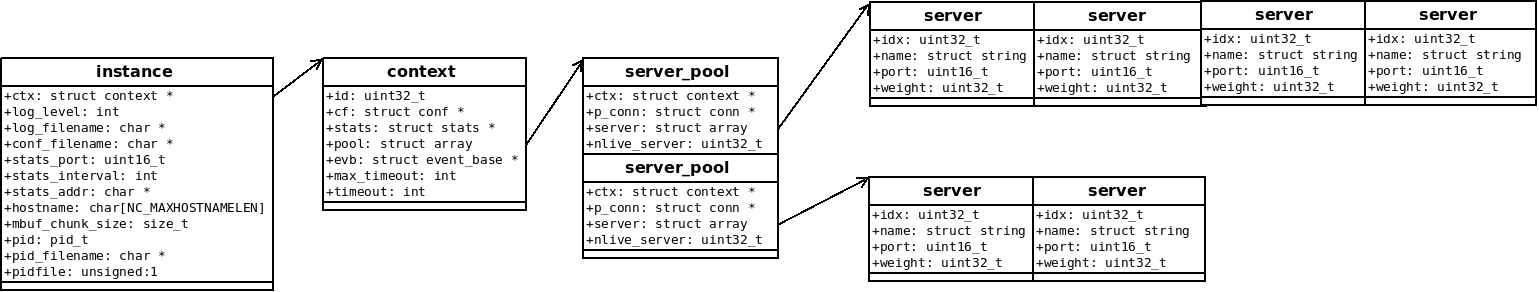 instance
+ctx: struct context *
+log_level: int
+log_filename: char *
+conf_filename: char *
+stats_port: uint16_t
+stats_interval: int
+stats_addr: char *
+hostname: char[NC_MAXHOSTNAMELEN]
+mbuf_chunk_size: size_t
+pid: pid_t
+pid_filename: char *
+pidfile: unsigned:1
context
+id: uint32_t
+cf: struct conf *
+stats: struct stats *
+pool: struct array
+evb: struct event_base *
+max_timeout: int
+timeout: int
server_pool
+ctx: struct context *
+p_conn: struct conn *
+server: struct array
+nlive_server: uint32_t
server_pool
+ctx: struct context *
+p_conn: struct conn *
+server: struct array
+nlive_server: uint32_t
server
+idx: uint32_t
+name: struct string
+port: uint16_t
+weight: uint32_t
server
+idx: uint32_t
+name: struct string
+port: uint16_t
+weight: uint32_t
server
+idx: uint32_t
+name: struct string
+port: uint16_t
+weight: uint32_t
server
+idx: uint32_t
+name: struct string
+port: uint16_t
+weight: uint32_t
server
+idx: uint32_t
+name: struct string
+port: uint16_t
+weight: uint32_t
server
+idx: uint32_t
+name: struct string
+port: uint16_t
+weight: uint32_t